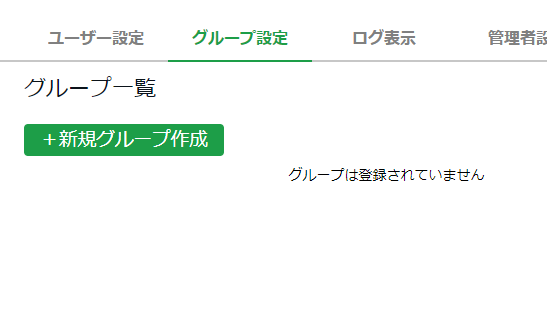 ユーザー設定 グループ設定 ログ表示 管理者設
グループ一覧
＋新規グループ作成
グループは登録されていません